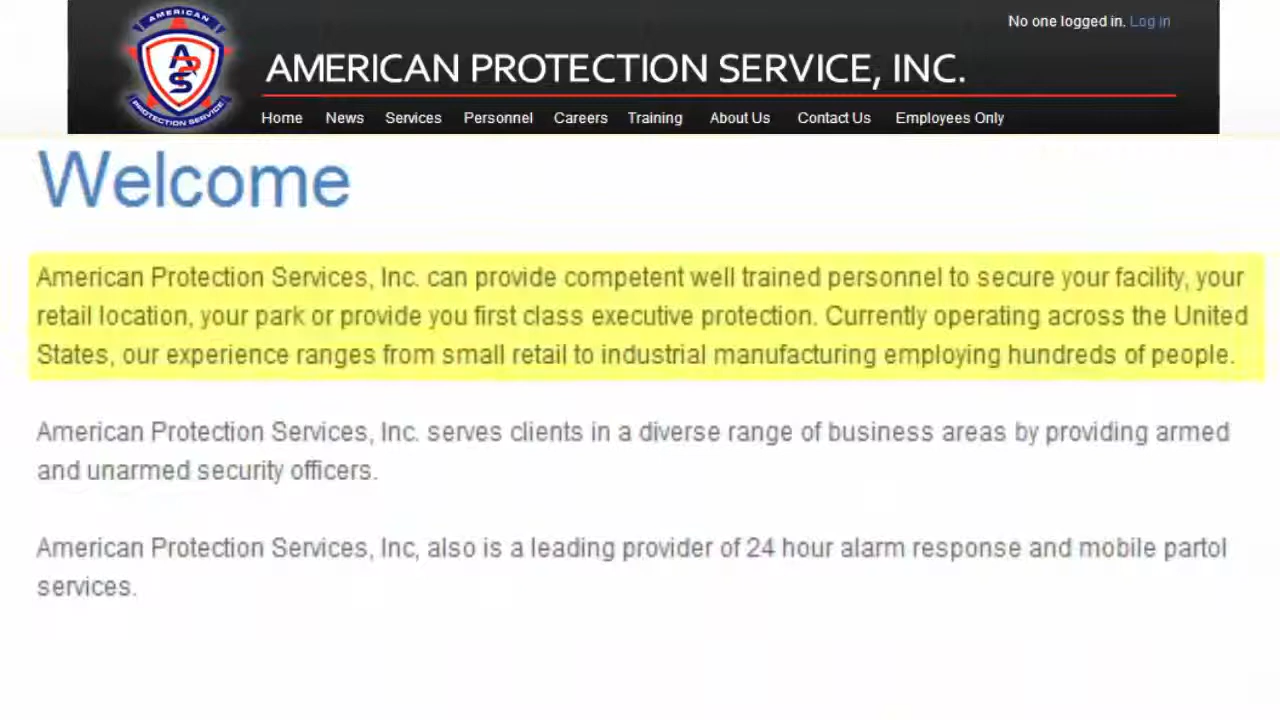 AMERICAN
APS
PROTECTION SERVICE
No one logged in. Log in
AMERICAN PROTECTION SERVICE, INC.
Home News Services Personnel Careers Training About Us Contact Us Employees Only
Welcome
American Protection Services, Inc. can provide competent well trained personnel to secure your facility, your
retail location, your park or provide you first class executive protection. Currently operating across the United
States, our experience ranges from small retail to industrial manufacturing employing hundreds of people.
American Protection Services, Inc. serves clients in a diverse range of business areas by providing armed
and unarmed security officers.
American Protection Services, Inc, also is a leading provider of 24 hour alarm response and mobile partol
services.